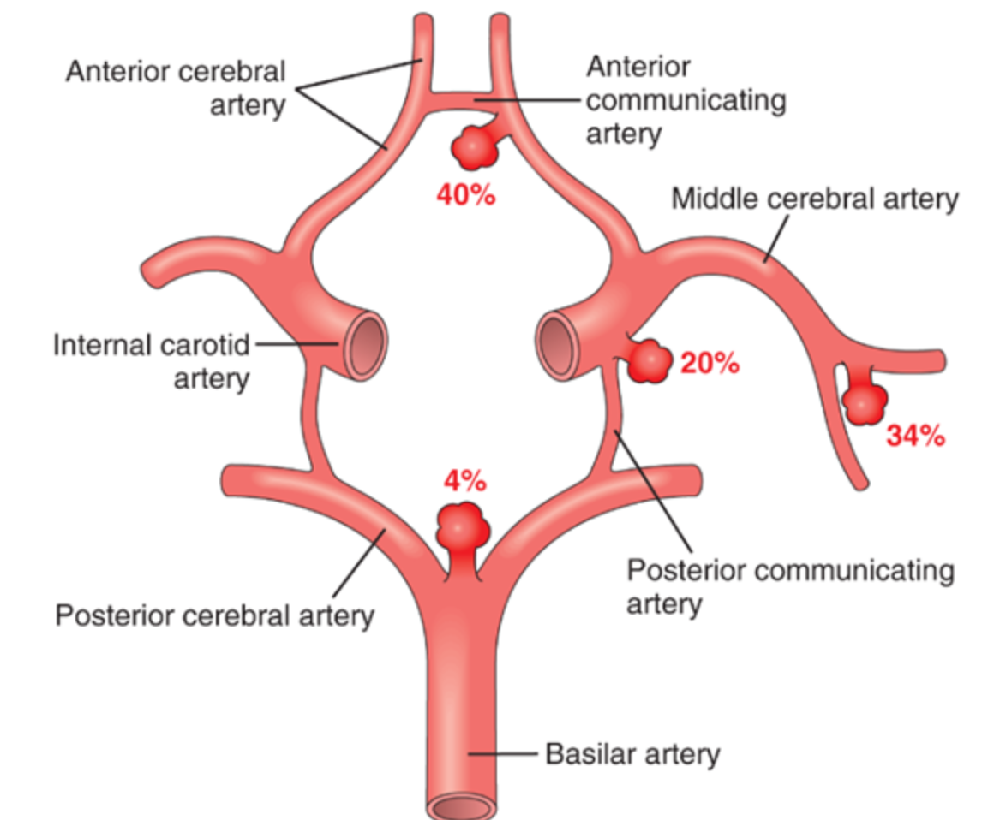 Anterior cerebral
artery
Anterior
communicating
artery
40%
Middle cerebral artery
Internal carotid
artery
20%
34%
4%
Posterior communicating
artery
Posterior cerebral artery
Basilar artery